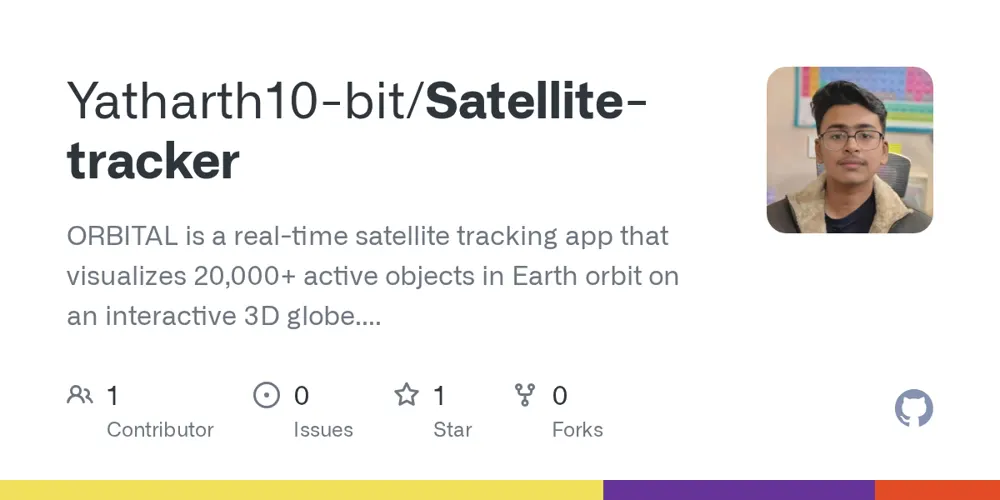 Yatharth10-bit/Satellite-
tracker
ORBITAL is a real-time satellite tracking app that
visualizes 20,000+ active objects in Earth orbit on
an interactive 3D globe....
1 0 1 0
Contributor Issues Star Forks